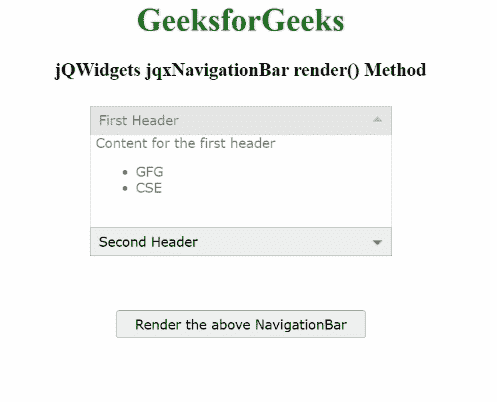 GeeksforGeeks
jQWidgets jqxNavigationBar render() Method
First Header
Content for the first header
GFG
CSE
Second Header
Render the above NavigationBar